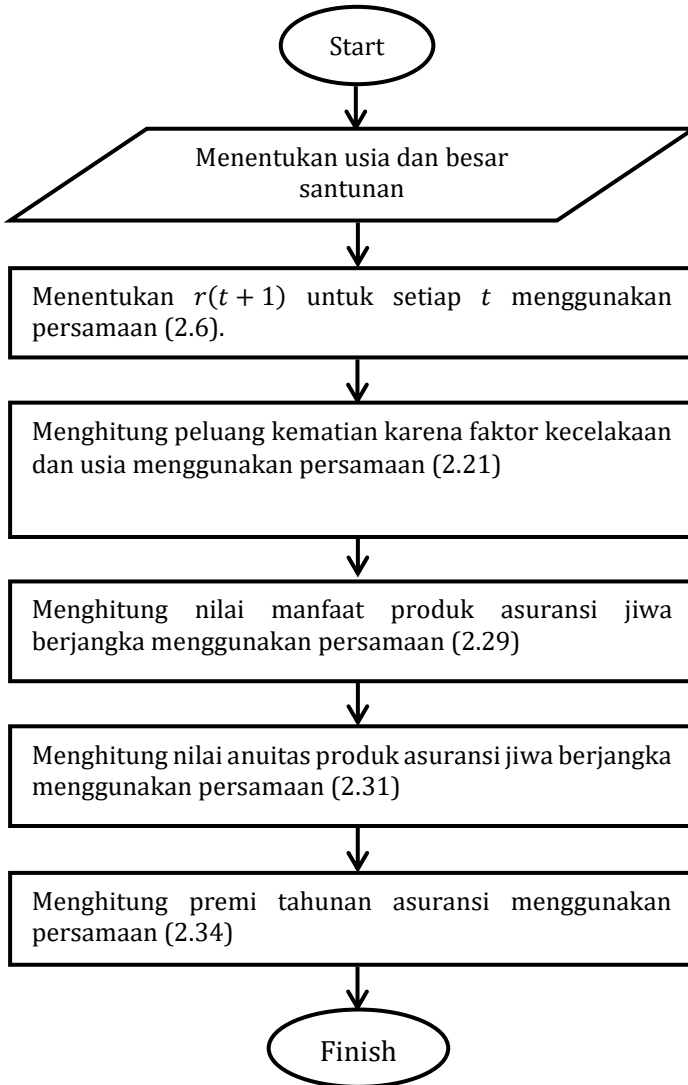 Start
Menentukan usia dan besar
santunan
Menentukan r(t + 1) untuk setiap t menggunakan
persamaan (2.6).
Menghitung peluang kematian karena faktor kecelakaan
dan usia menggunakan persamaan (2.21)
Menghitung nilai manfaat produk asuransi jiwa
berjangka menggunakan persamaan (2.29)
Menghitung nilai anuitas produk asuransi jiwa berjangka
menggunakan persamaan (2.31)
Menghitung premi tahunan asuransi menggunakan
persamaan (2.34)
Finish